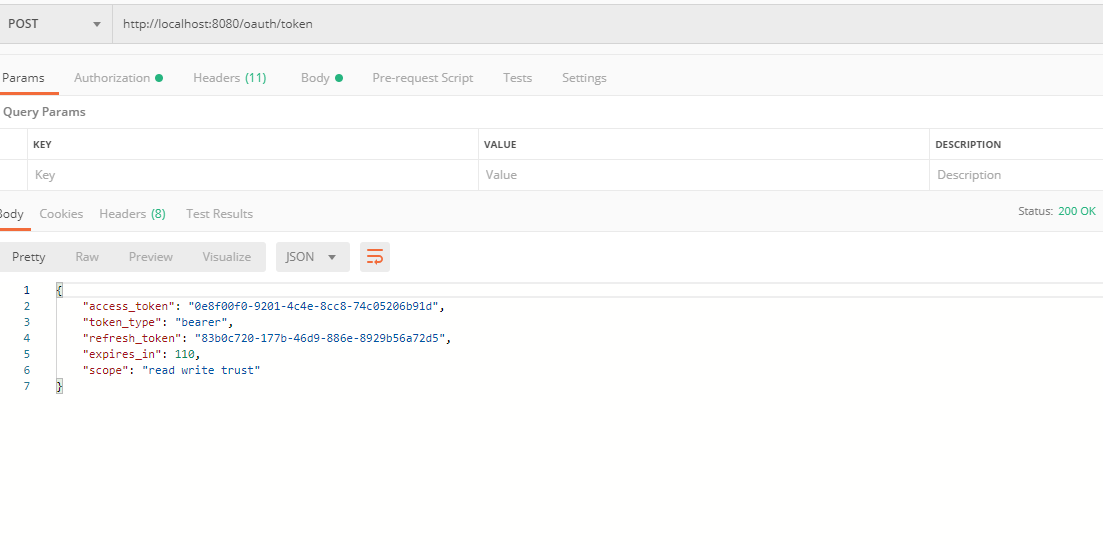 POST http://localhost:8080/oauth/token
Params Authorization Headers (11) Body Pre-request Script Tests Settings
Query Params
KEY VALUE DESCRIPTION
Key Value Description
Body Cookies Headers (8) Test Results Status: 200 OK
Pretty Raw Preview Visualize JSON
1 {
2 "access_token": "0e8f00f0-9201-4c4e-8cc8-74c05206b91d",
3 "token_type": "bearer",
4 "refresh_token": "83b0c720-177b-46d9-886e-8929b56a72d5",
5 "expires_in": 110,
6 "scope": "read write trust"
7 }